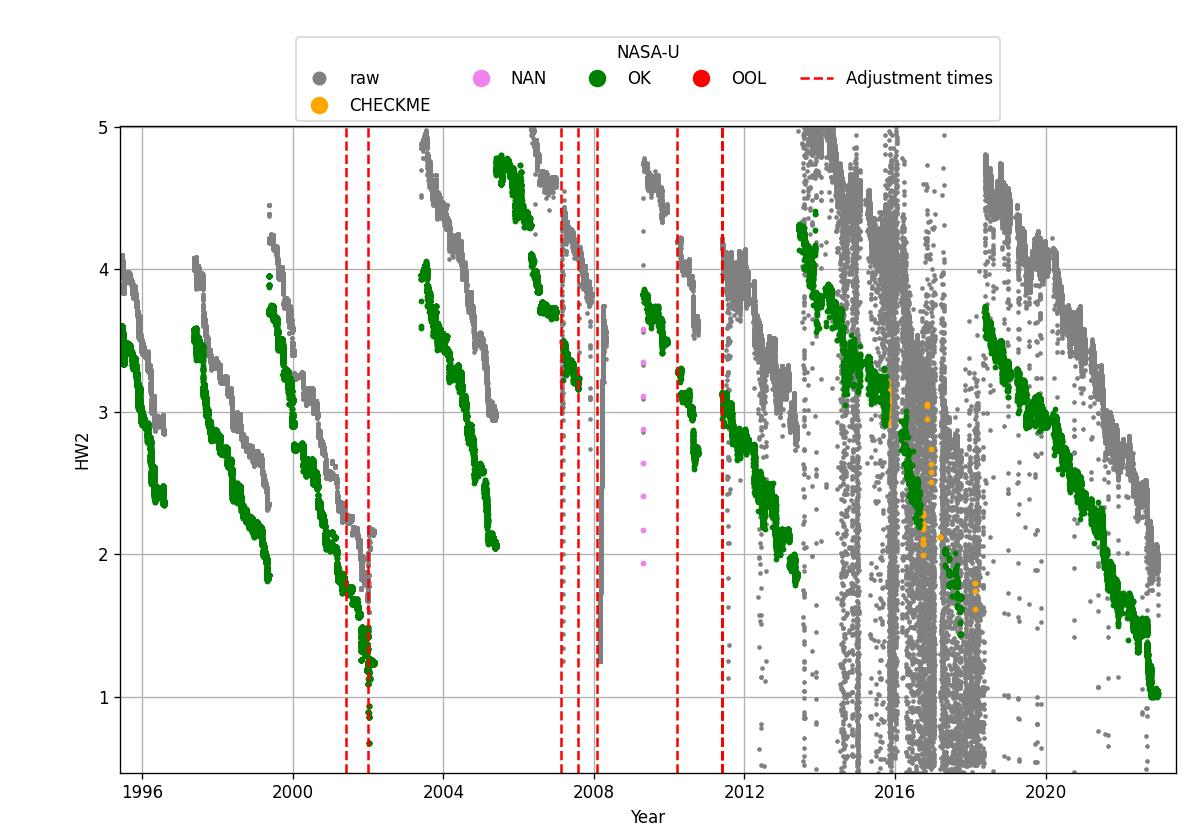 NASA-U
raw NAN OK OOL Adjustment times
CHECKME
5
4
3
2
1
HW2
1996 2000 2004 2008 2012 2016 2020
Year